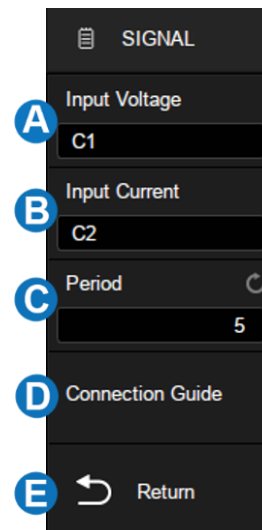 SIGNAL
A
Input Voltage
C1
B
Input Current
C2
C
Period
5
D
Connection Guide
E
Return